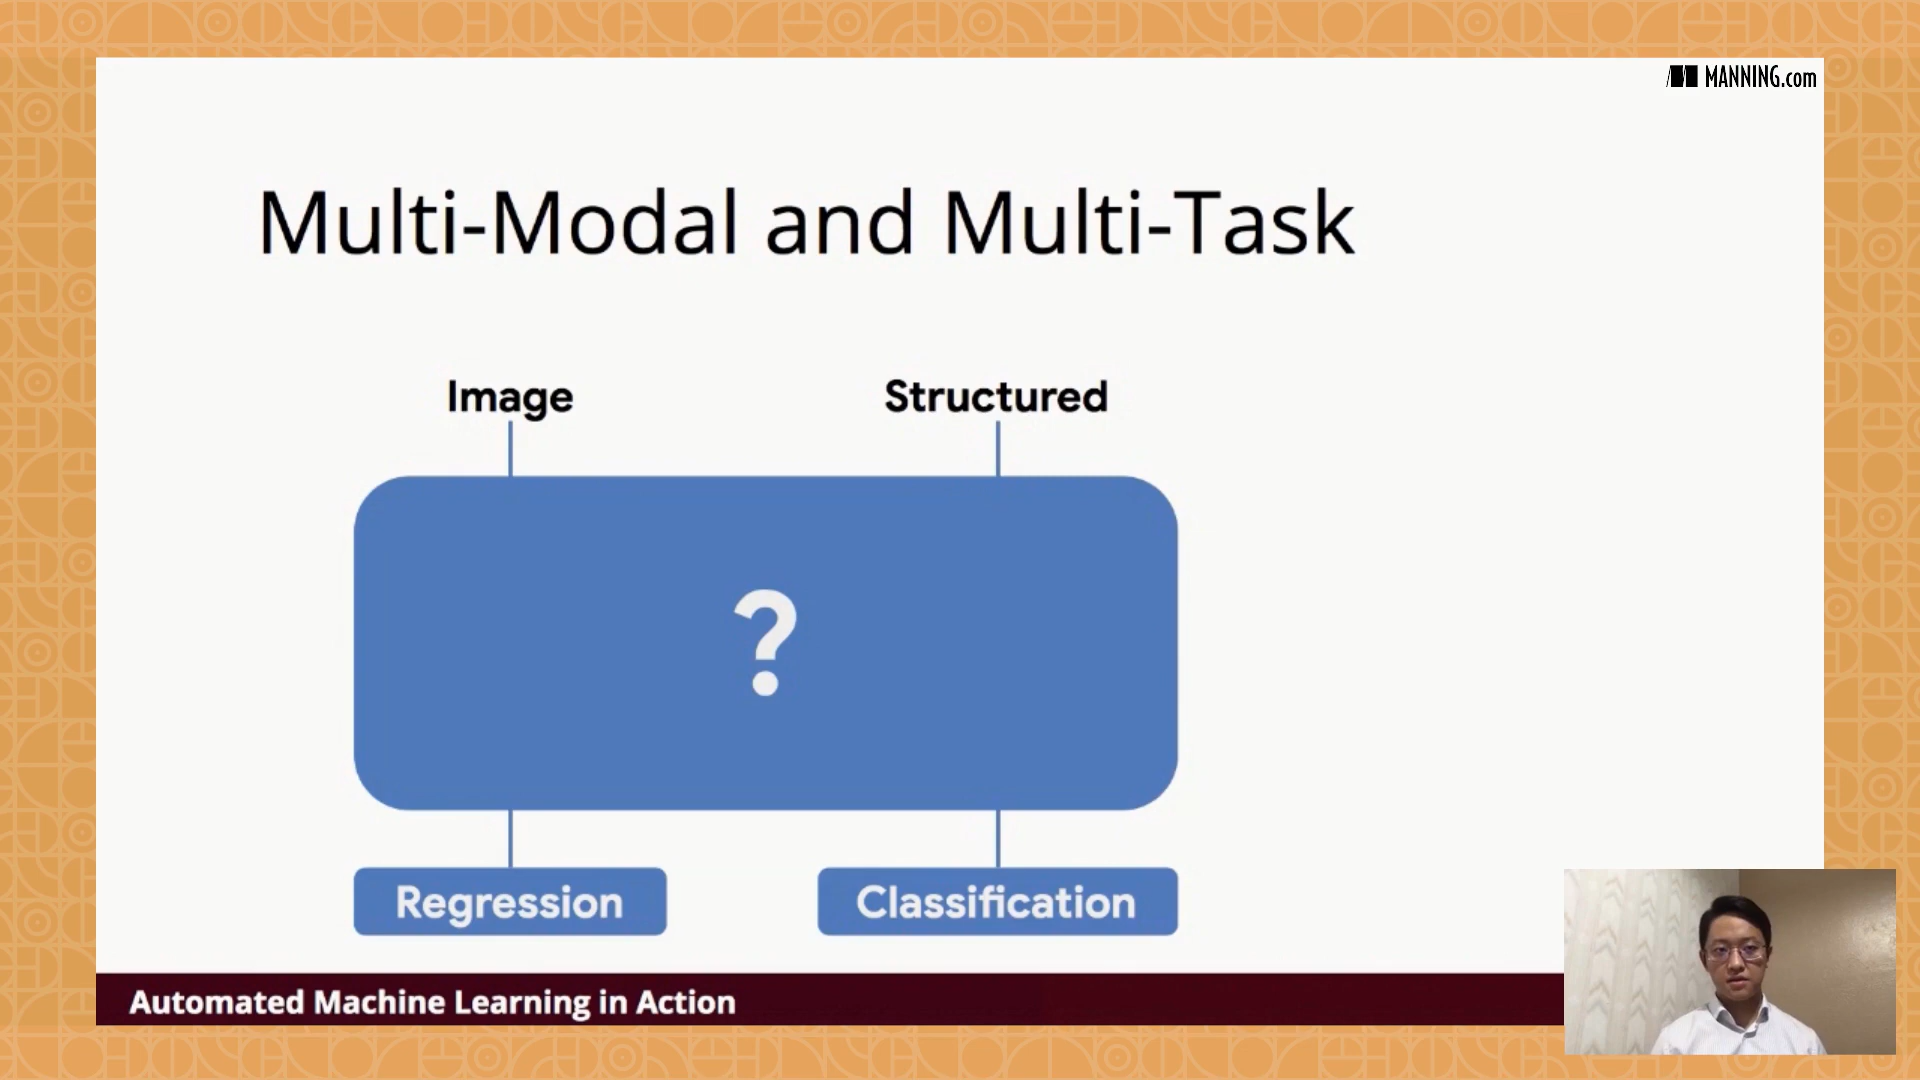 MANNING.com
Multi-Modal and Multi-Task
Image
Structured
?
Regression
Classification
Automated Machine Learning in Action